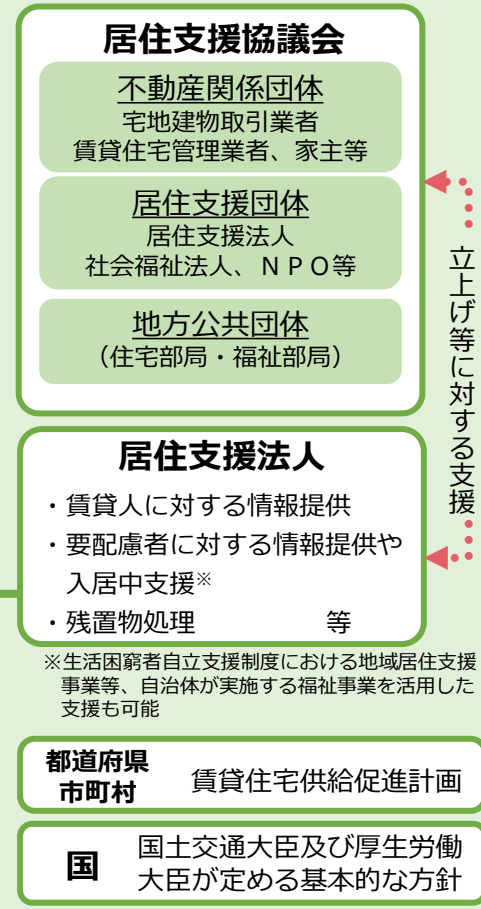 居住支援協議会
不動産関係団体
宅地建物取引業者
賃貸住宅管理業者、家主等
居住支援団体
居住支援法人
社会福祉法人、ＮＰＯ等
地方公共団体
（住宅部局・福祉部局）
立上げ等に対する支援
居住支援法人
・賃貸人に対する情報提供
・要配慮者に対する情報提供や
入居中支援※
・残置物処理　　　　　等
※生活困窮者自立支援制度における地域居住支援
事業等、自治体が実施する福祉事業を活用した
支援も可能
都道府県
市町村
賃貸住宅供給促進計画
国
国土交通大臣及び厚生労働
大臣が定める基本的な方針